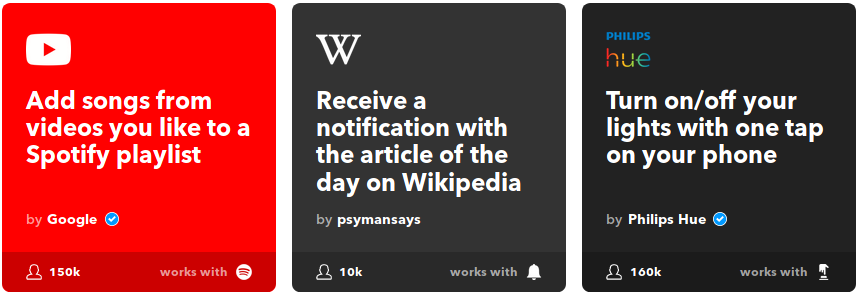 Add songs from
videos you like to a
Spotify playlist
by Google
150k works with
W
Receive a
notification with
the article of the
day on Wikipedia
by psymansays
10k works with
PHILIPS
hue
Turn on/off your
lights with one tap
on your phone
by Philips Hue
160k works with